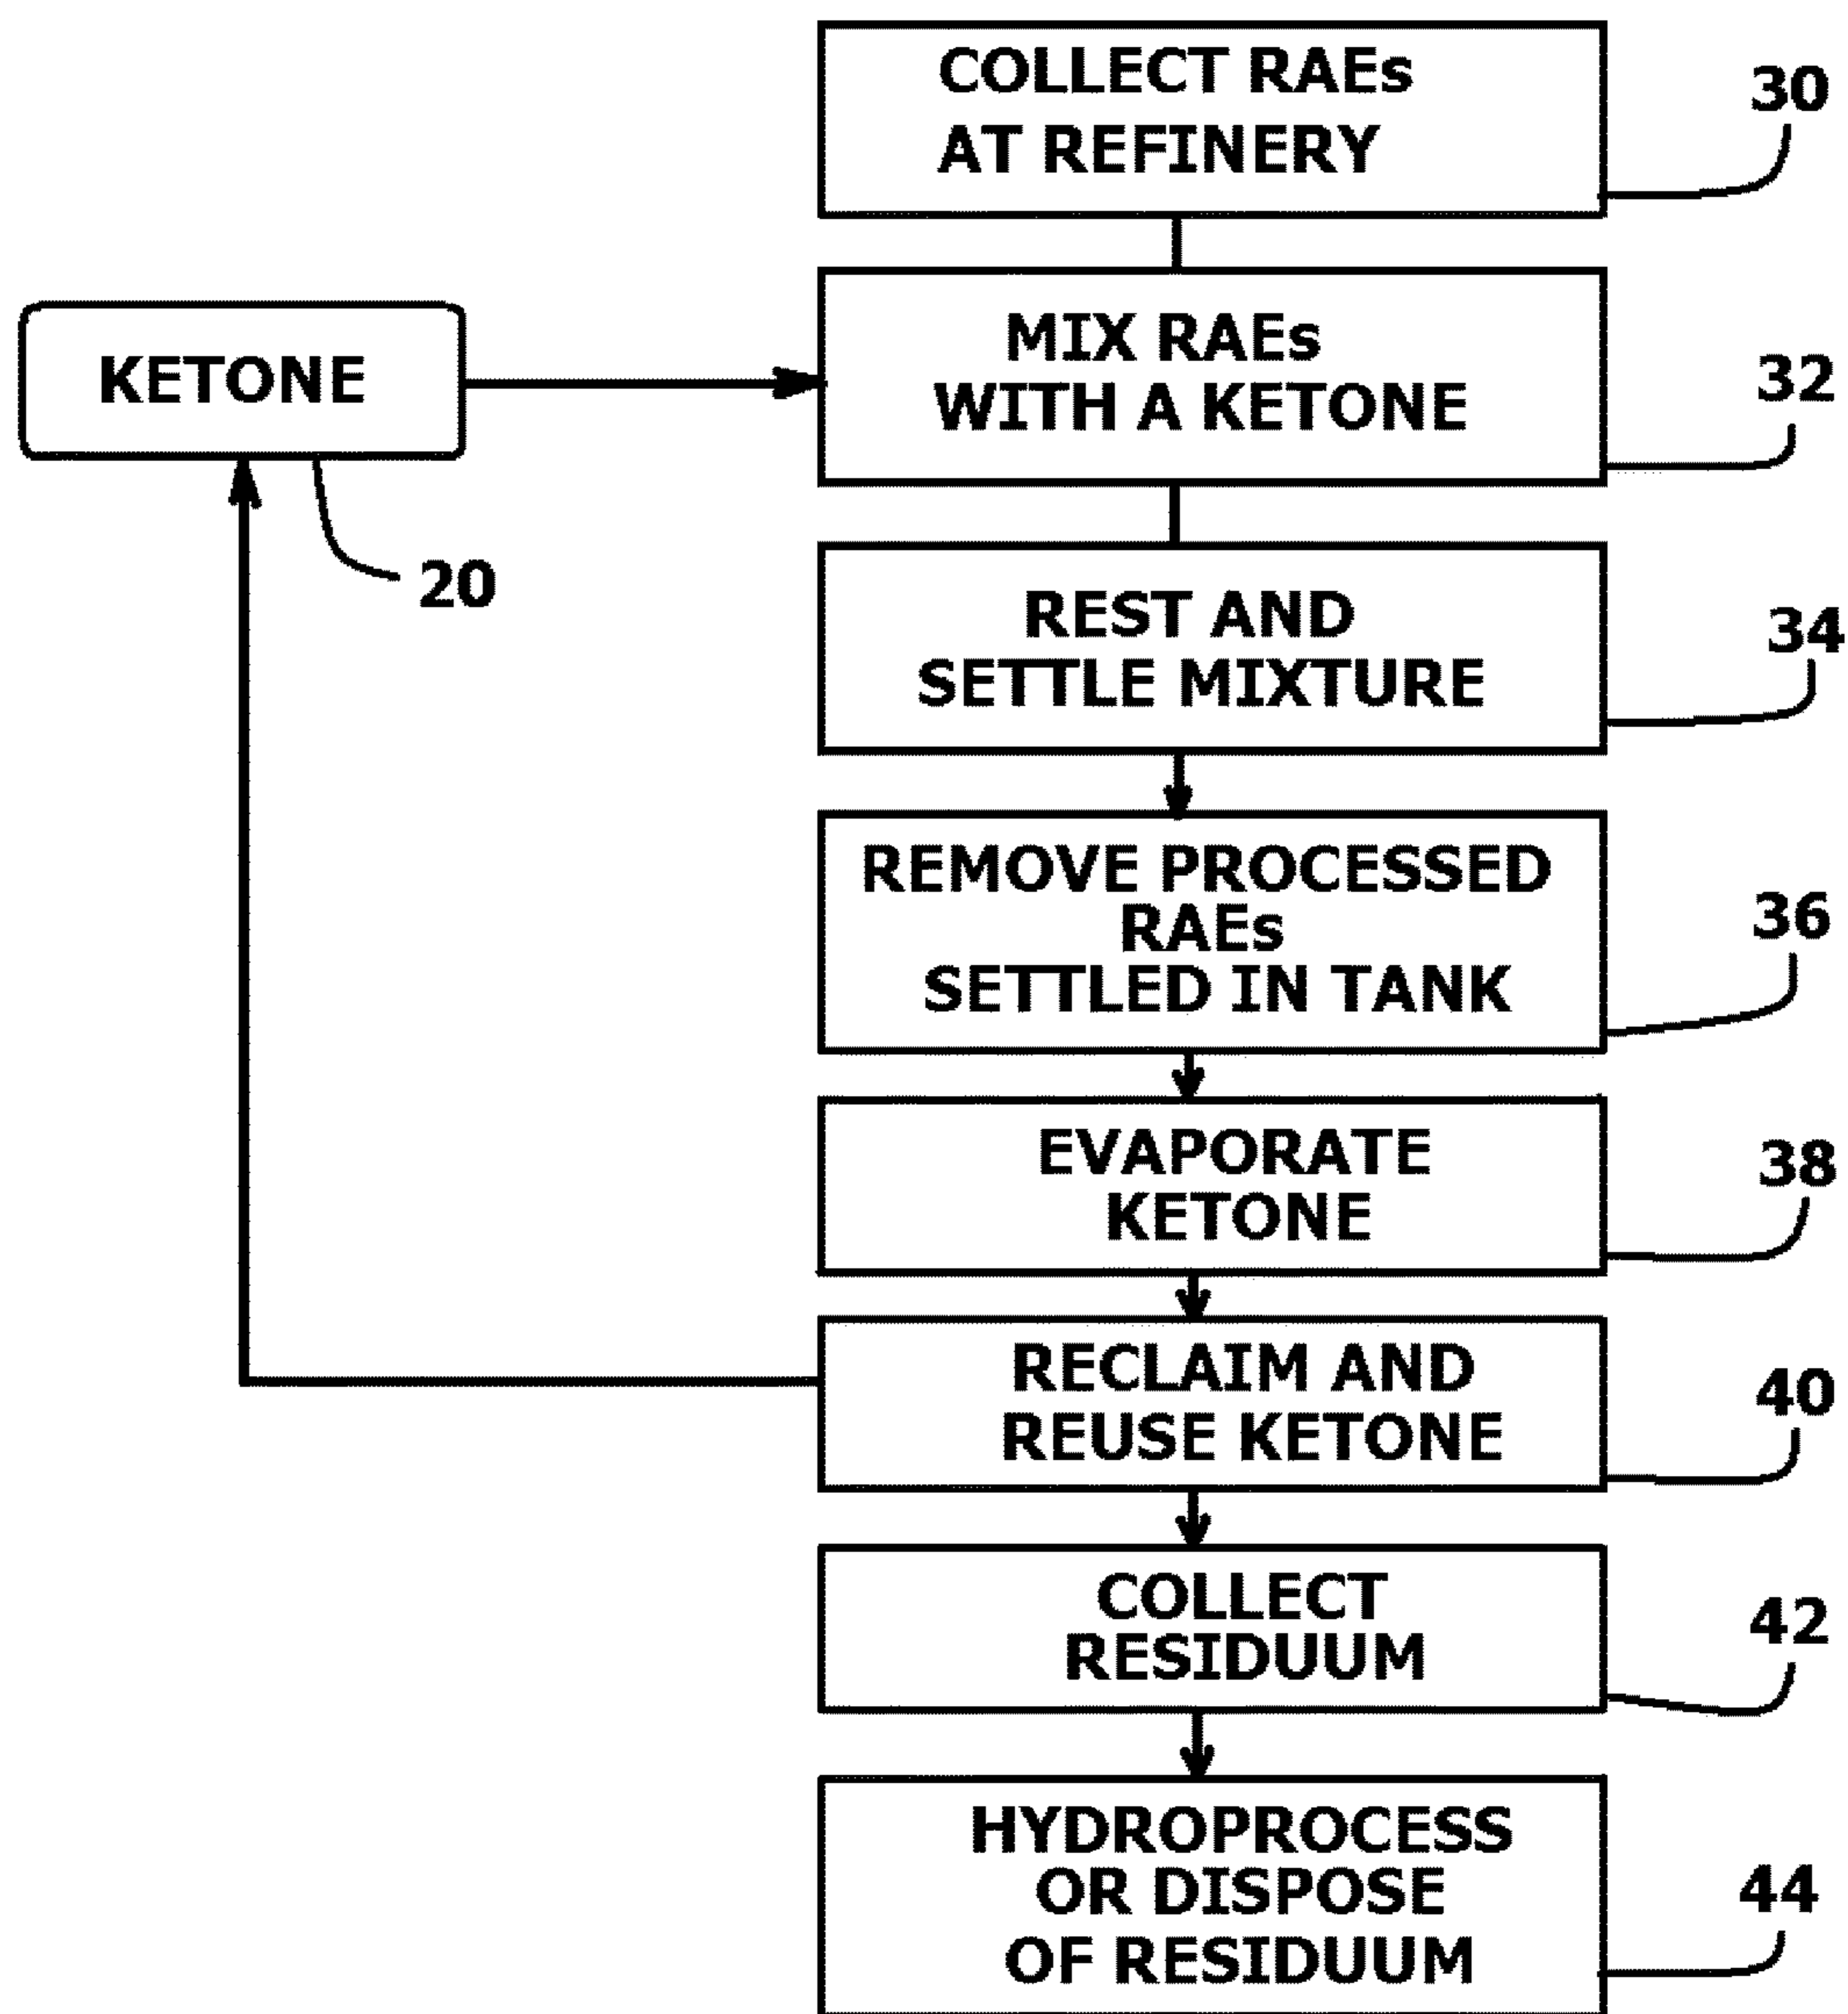 COLLECT RAEs
AT REFINERY
30
KETONE
20
MIX RAEs
WITH A KETONE
32
REST AND
SETTLE MIXTURE
34
REMOVE PROCESSED
RAEs
SETTLED IN TANK
36
EVAPORATE
KETONE
38
RECLAIM AND
REUSE KETONE
40
COLLECT
RESIDUUM
42
HYDROPROCESS
OR DISPOSE
OF RESIDUUM
44